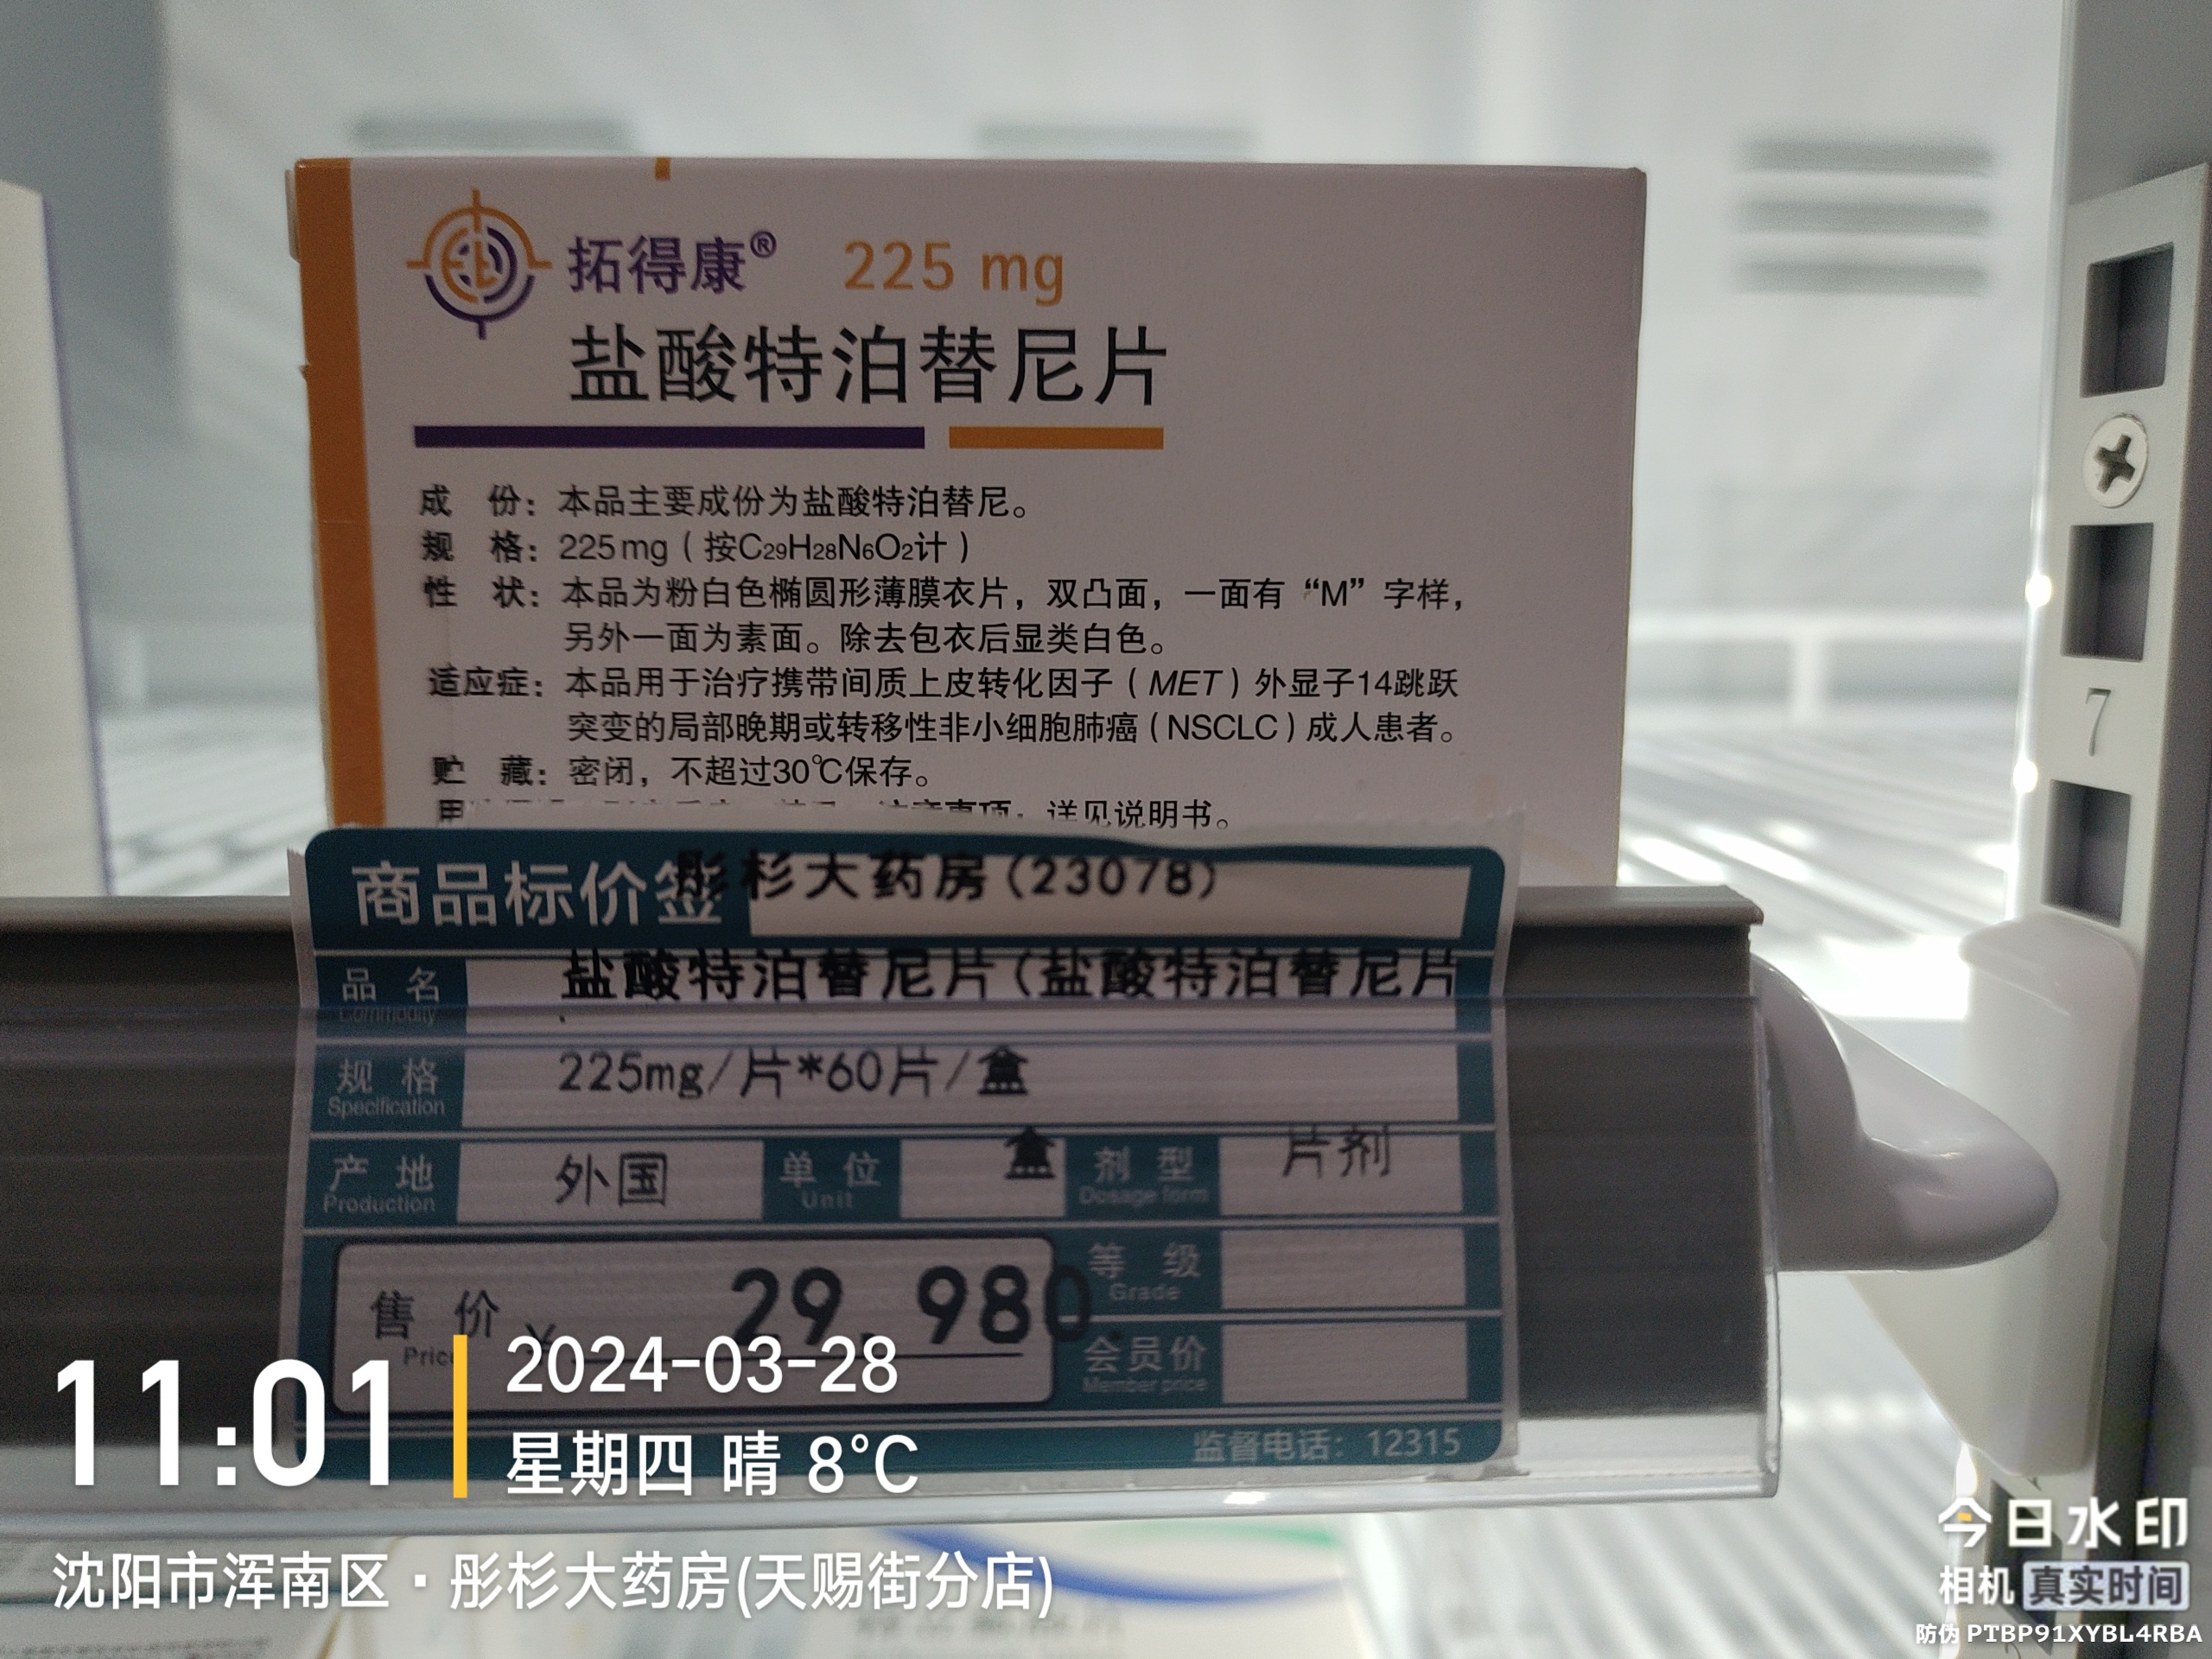 拓得康® 225 mg
盐酸特泊替尼片
成 份：本品主要成份为盐酸特泊替尼。
规 格：225mg（按C29H28N6O2计）
性 状：本品为粉白色椭圆形薄膜衣片，双凸面，一面有“M”字样，
另外一面为素面。除去包衣后显类白色。
适应症：本品用于治疗携带间质上皮转化因子（MET）外显子14跳跃
突变的局部晚期或转移性非小细胞肺癌（NSCLC）成人患者。
贮 藏：密闭，不超过30℃保存。
注意事项：详见说明书。
商品标价签 彤杉大药房(23078)
品名 盐酸特泊替尼片(盐酸特泊替尼片
Commodity
规格 225mg/片*60片/盒
Specification
产地 外国 单位 盒 剂型 片剂
Production Unit Dosage form
售价 ¥ 29,980. 等级
Price Grade
会员价
Member price
监督电话：12315
7
11:01
2024-03-28
星期四 晴 8°C
沈阳市浑南区·彤杉大药房(天赐街分店)
今日水印
相机 真实时间
防伪 PTBP91XYBL4RBA